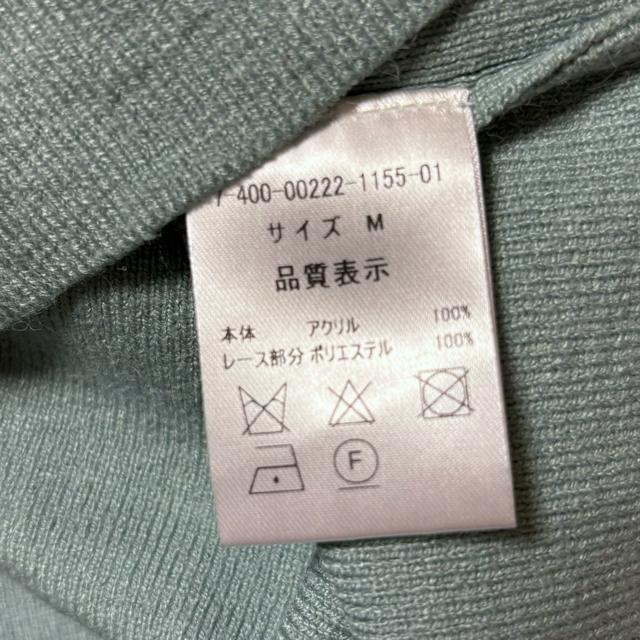 7-400-00222-1155-01
サイズ M
品質表示
本体 アクリル 100%
レース部分 ポリエステル 100%
F